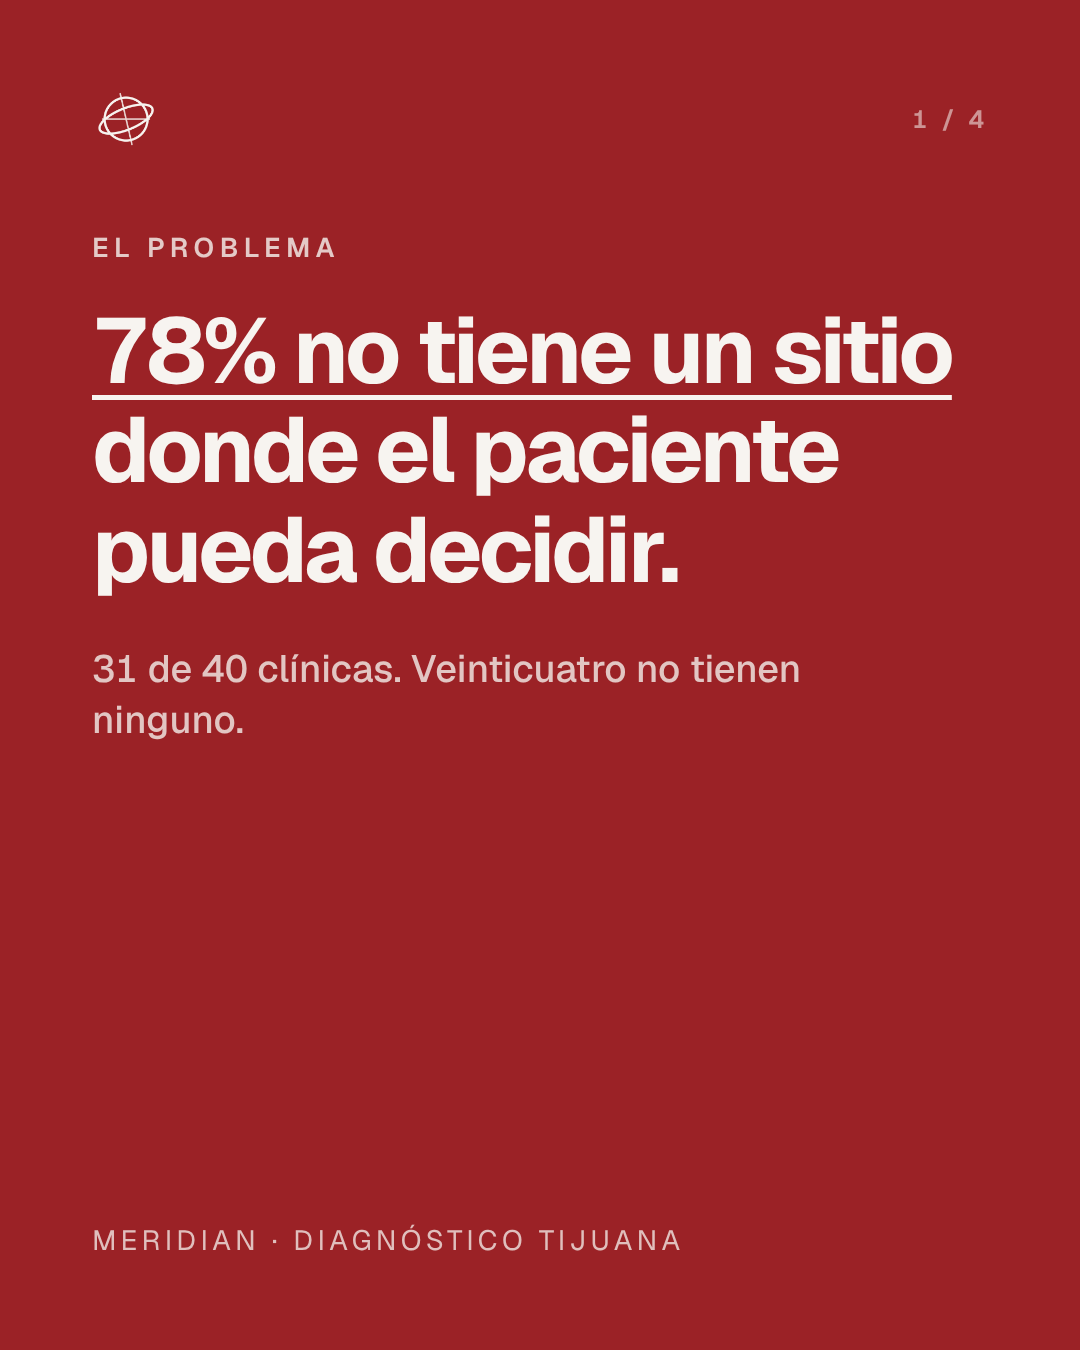 1 / 4
EL PROBLEMA
78% no tiene un sitio
donde el paciente
pueda decidir.
31 de 40 clínicas. Veinticuatro no tienen
ninguno.
MERIDIAN · DIAGNÓSTICO TIJUANA